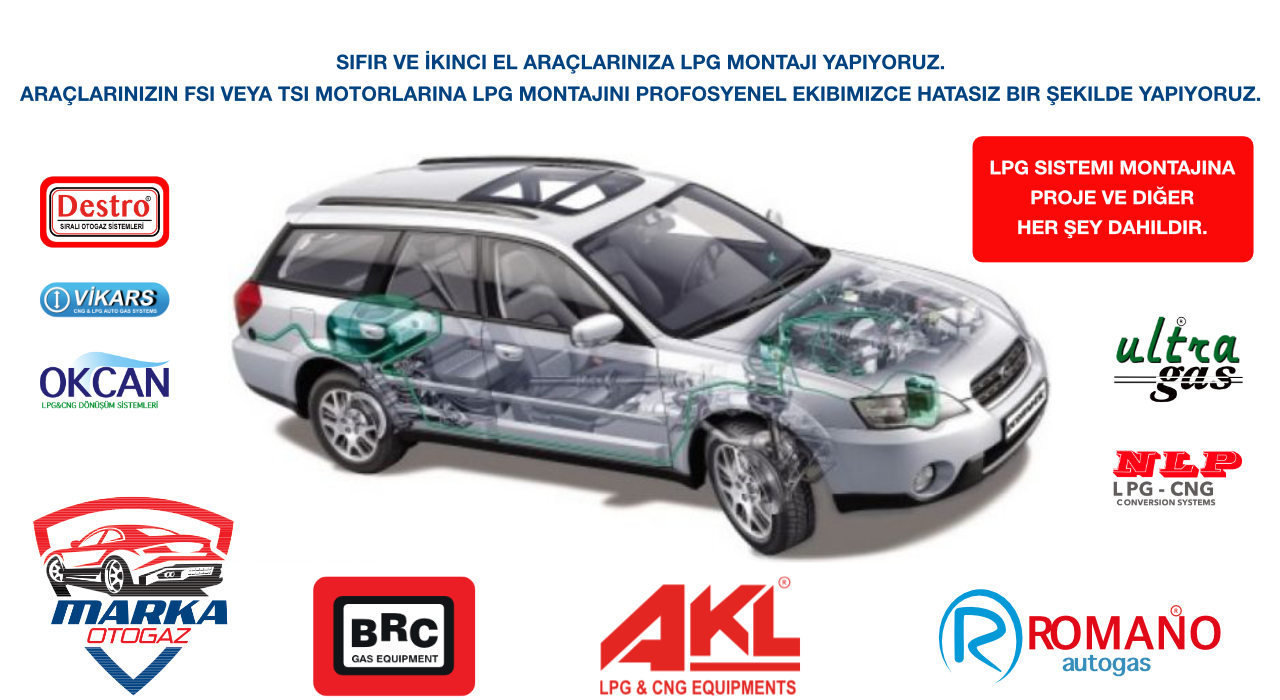 SIFIR VE İKINCI EL ARAÇLARINIZA LPG MONTAJI YAPIYORUZ.
ARAÇLARINIZIN FSI VEYA TSI MOTORLARINA LPG MONTAJINI PROFOSYENEL EKIBIMIZCE HATASIZ BIR ŞEKILDE YAPIYORUZ.
LPG SISTEMI MONTAJINA
PROJE VE DIĞER
HER ŞEY DAHILDIR.
Destro®
SIRALI OTOGAZ SİSTEMLERİ
VİKARS
CNG & LPG AUTO GAS SYSTEMS
OKCAN
LPG&CNG DÖNÜŞÜM SİSTEMLERİ
ultra®
gas
NLP
LPG - CNG
CONVERSION SYSTEMS
MARKA
OTOGAZ
BRC
GAS EQUIPMENT
AKL®
LPG & CNG EQUIPMENTS
R ROMANO®
autogas